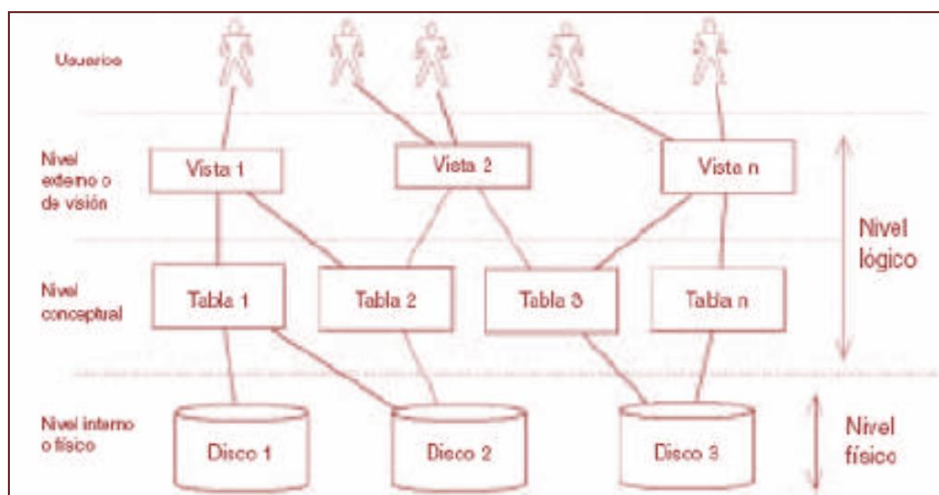 Usuarios
Nivel
externo o
de visión
Vista 1
Vista 2
Vista n
Nivel
lógico
Nivel
conceptual
Tabla 1
Tabla 2
Tabla 3
Tabla n
Nivel interno
o físico
Disco 1
Disco 2
Disco 3
Nivel
físico